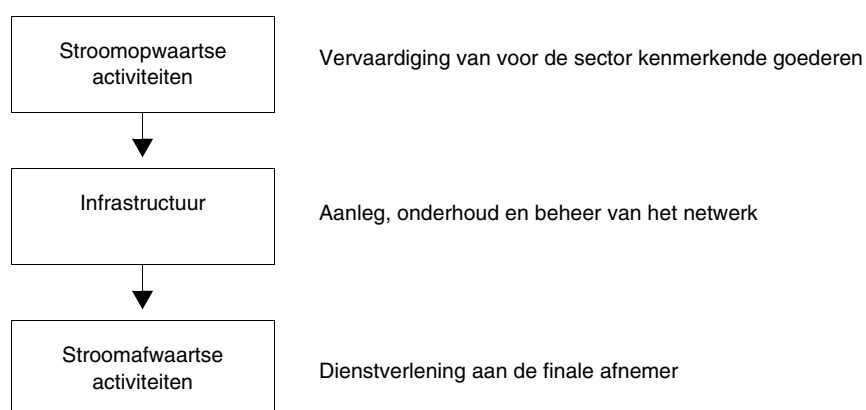 Stroomopwaartse
activiteiten
Vervaardiging van voor de sector kenmerkende goederen
Infrastructuur
Aanleg, onderhoud en beheer van het netwerk
Stroomafwaartse
activiteiten
Dienstverlening aan de finale afnemer